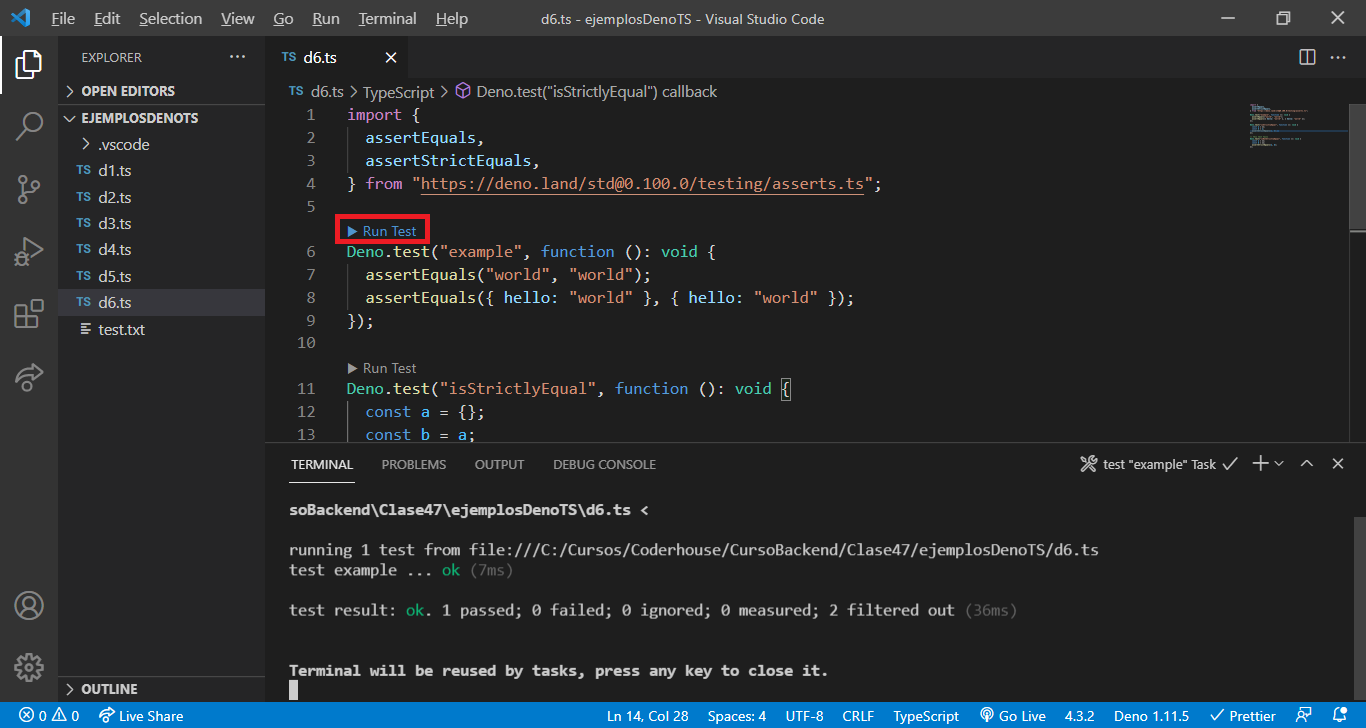 File Edit Selection View Go Run Terminal Help d6.ts - ejemplosDenoTS - Visual Studio Code
EXPLORER ···
OPEN EDITORS
EJEMPLOSDENOTS
.vscode
TS d1.ts
TS d2.ts
TS d3.ts
TS d4.ts
TS d5.ts
TS d6.ts
test.txt
OUTLINE
TS d6.ts
TS d6.ts > TypeScript > Deno.test("isStrictlyEqual") callback
1 import {
2 assertEquals,
3 assertStrictEquals,
4 } from "https://deno.land/std@0.100.0/testing/asserts.ts";
5
Run Test
6 Deno.test("example", function (): void {
7 assertEquals("world", "world");
8 assertEquals({ hello: "world" }, { hello: "world" });
9 });
10
Run Test
11 Deno.test("isStrictlyEqual", function (): void {
12 const a = {};
13 const b = a;
TERMINAL PROBLEMS OUTPUT DEBUG CONSOLE test "example" Task
soBackend\Clase47\ejemplosDenoTS\d6.ts <
running 1 test from file:///C:/Cursos/Coderhouse/CursoBackend/Clase47/ejemplosDenoTS/d6.ts
test example ... ok (7ms)
test result: ok. 1 passed; 0 failed; 0 ignored; 0 measured; 2 filtered out (36ms)
Terminal will be reused by tasks, press any key to close it.
0 0 Live Share Ln 14, Col 28 Spaces: 4 UTF-8 CRLF TypeScript Go Live 4.3.2 Deno 1.11.5 Prettier